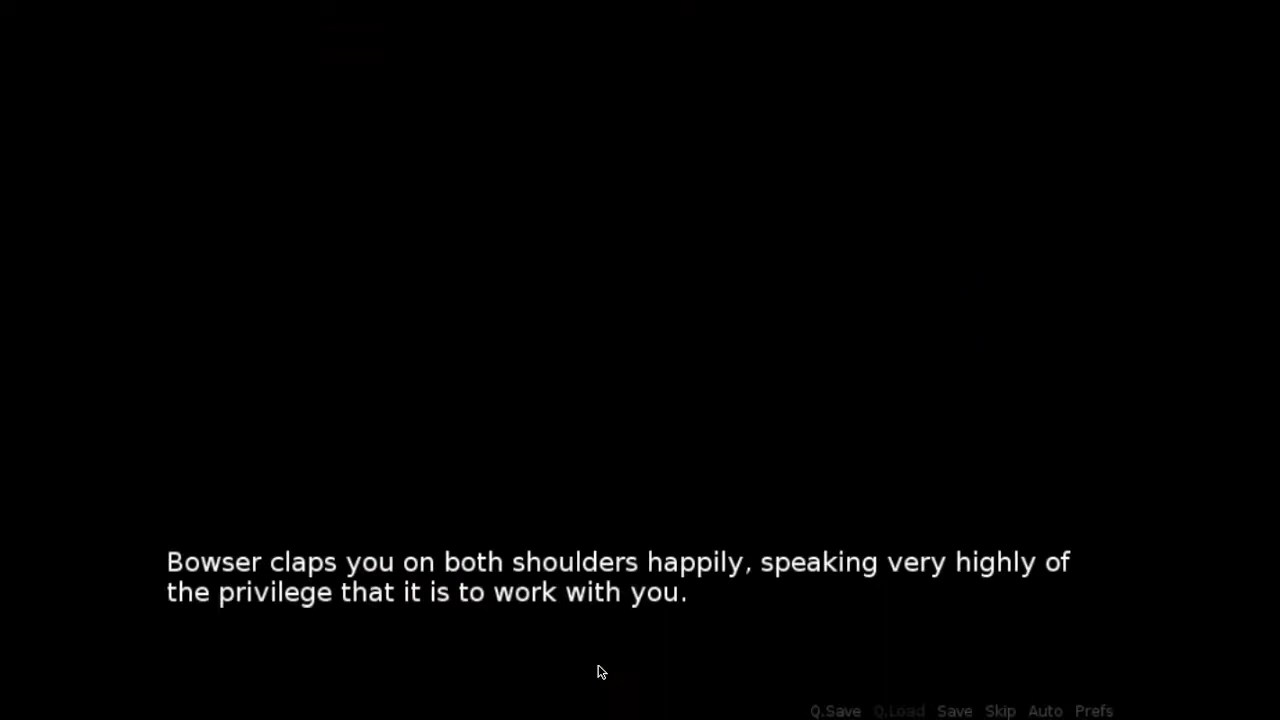 Bowser claps you on both shoulders happily, speaking very highly of
the privilege that it is to work with you.
Q.Save Q.Load Save Skip Auto Prefs